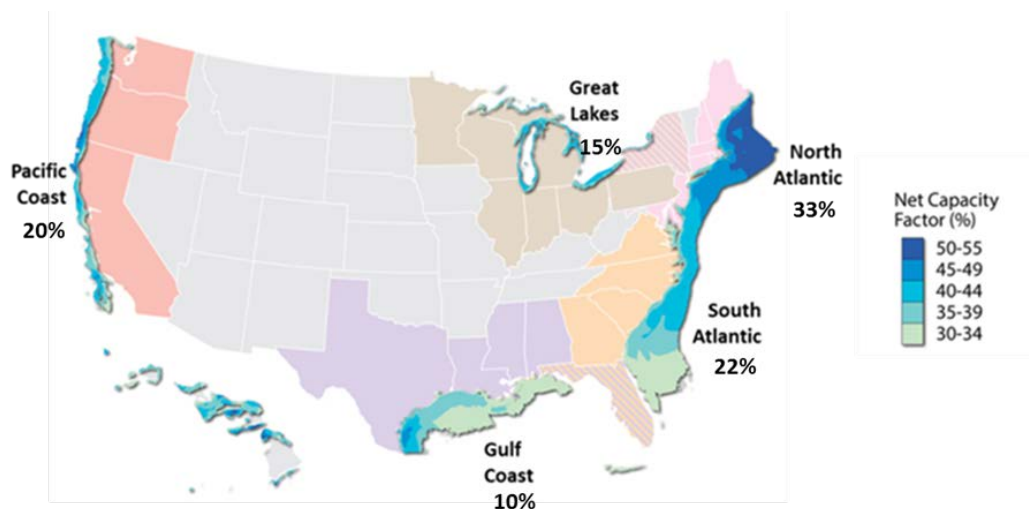 Great
Lakes
15%
Pacific
Coast
20%
North
Atlantic
33%
South
Atlantic
22%
Gulf
Coast
10%
Net Capacity
Factor (%)
50-55
45-49
40-44
35-39
30-34